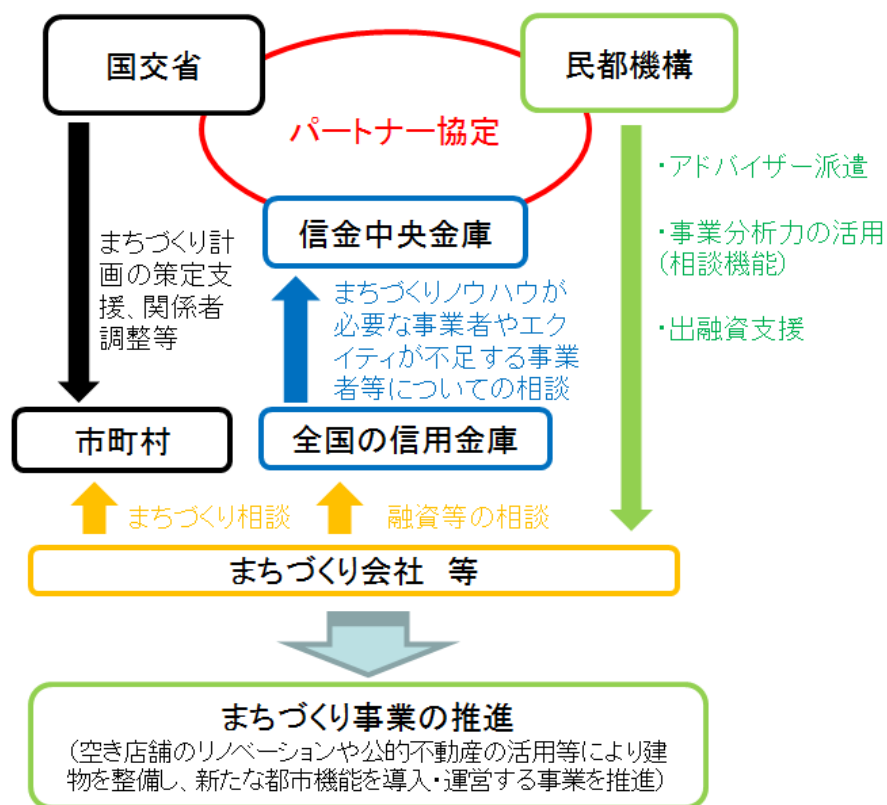 国交省
民都機構
パートナー協定
・アドバイザー派遣
・事業分析力の活用
(相談機能)
・出融資支援
信金中央金庫
まちづくり計
画の策定支
援、関係者
調整等
まちづくりノウハウが
必要な事業者やエク
イティが不足する事業
者等についての相談
市町村
全国の信用金庫
まちづくり相談
融資等の相談
まちづくり会社 等
まちづくり事業の推進
(空き店舗のリノベーションや公的不動産の活用等により建
物を整備し、新たな都市機能を導入・運営する事業を推進)